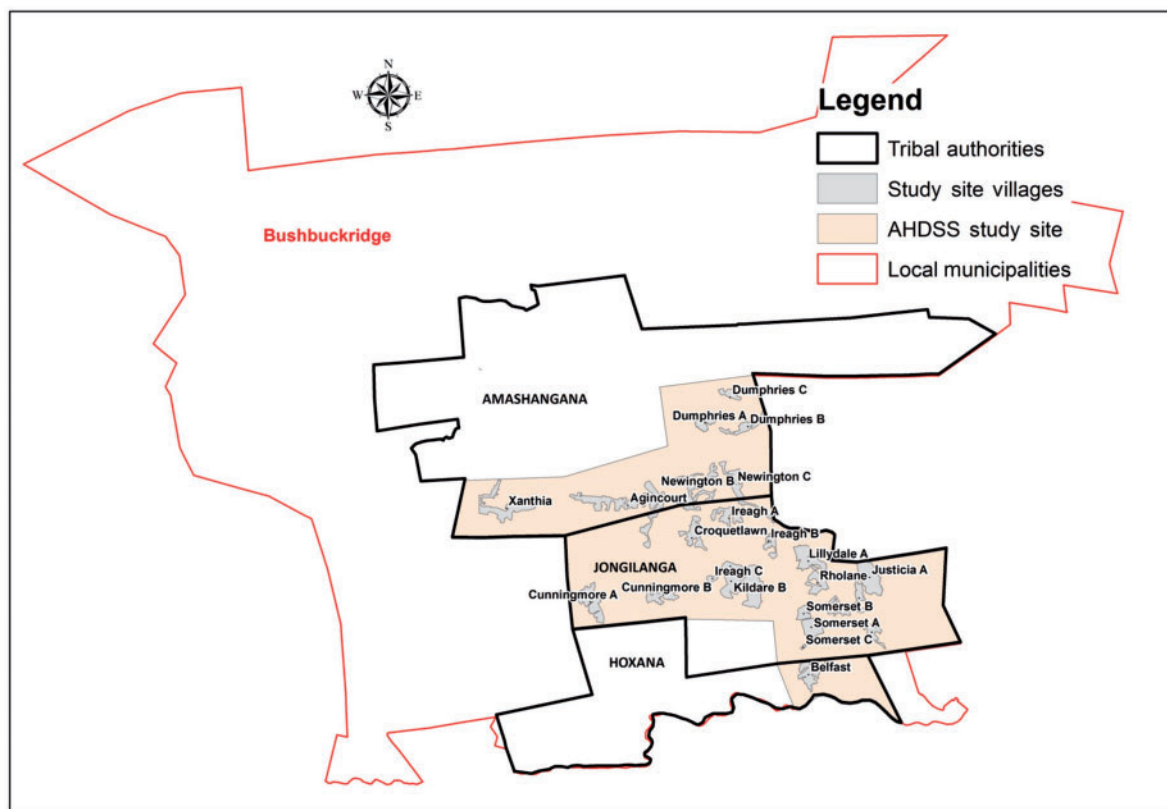 N
W E
S
Legend
Tribal authorities
Study site villages
AHDSS study site
Local municipalities
Bushbuckridge
AMASHANGANA
Dumphries C
Dumphries A
Dumphries B
Newington B
Newington C
Xanthia
Agincourt
Ireagh A
Croquetlawn
Ireagh B
Lillydale A
JONGILANGA
Ireagh C
Rholane
Justicia A
Cunningmore A
Cunningmore B
Kildare B
Somerset B
Somerset A
Somerset C
HOXANA
Belfast